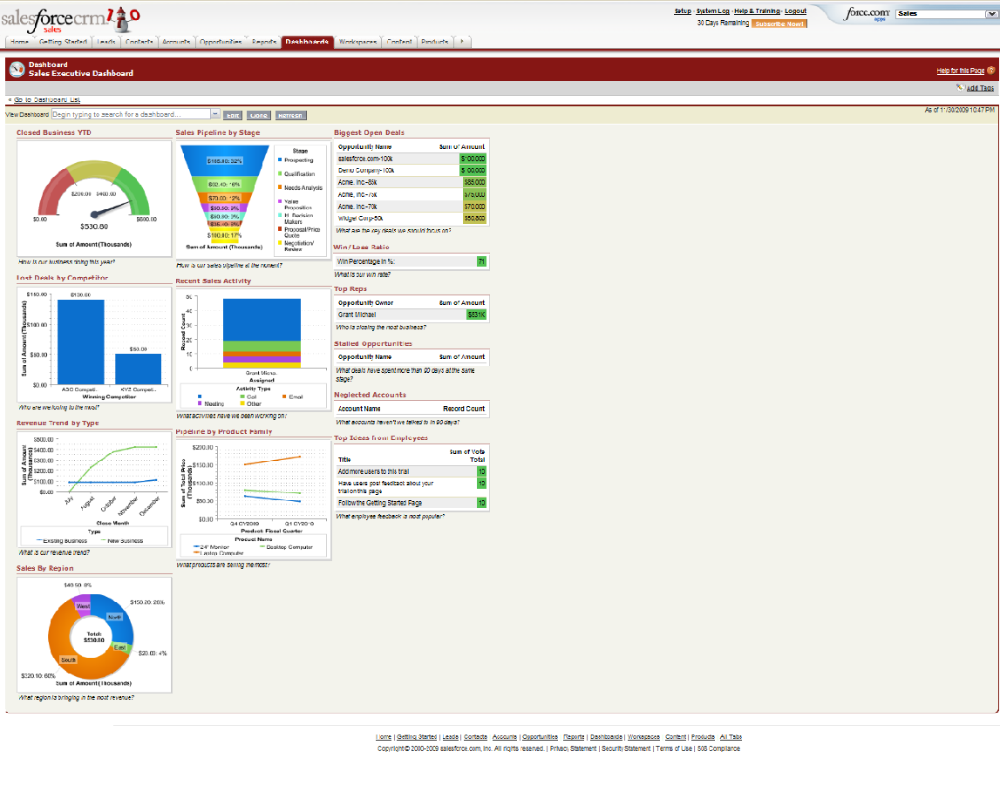 salesforcecrm 10
sales
Setup · System Log · Help & Training · Logout
30 Days Remaining Subscribe Now!
force.com apps
Sales
Home Getting Started Leads Contacts Accounts Opportunities Reports Dashboards Workspaces Content Products
Dashboard
Sales Executive Dashboard
Help for this Page
Add Tags
« Go to Dashboard List
View Dashboard Begin typing to search for a dashboard... Edit Clone Refresh
As of 11/30/2009 10:47 PM
Closed Business YTD
$200.00 $400.00
$0.00 $600.00
$530.80
Sum of Amount (Thousands)
How is our business doing this year?
Lost Deals by Competitor
Sum of Amount (Thousands)
$150.00
$100.00
$50.00
$0.00
$50.00
ABC Competi... XYZ Competi...
Winning Competitor
Who are we losing to the most?
Revenue Trend by Type
Sum of Amount (Thousands)
$500.00
$400.00
$300.00
$200.00
$100.00
$0.00
July August October November December
Close Month
Type
Existing Business New Business
What is our revenue trend?
Sales By Region
$150.20: 28%
West North
Total:
$530.80
East
$20.00: 4%
South
$320.10: 60%
Sum of Amount (Thousands)
What region is bringing in the most revenue?
Sales Pipeline by Stage
$185.00: 32%
$92.40: 16%
$70.00: 12%
$100.00: 17%
Sum of Amount (Thousands)
Stage
Prospecting
Qualification
Needs Analysis
Value
Proposition
Id. Decision
Makers
Proposal/Price
Quote
Negotiation/
Review
How is our sales pipeline at the moment?
Recent Sales Activity
Record Count
50
40
30
20
10
0
Grant Micha...
Assigned
Activity Type
Call Email
Meeting Other
What activities have we been working on?
Pipeline by Product Family
Sum of Total Price (Thousands)
$200.00
$150.00
$100.00
$50.00
$0.00
Q4 CY2009 Q1 CY2010
Product: Fiscal Quarter
Product Name
24" Monitor Desktop Computer
Laptop Computer
What products are selling the most?
Biggest Open Deals
Opportunity Name Sum of Amount
salesforce.com-100k $100,000
Demo Company-100k $100,000
Acme, Inc.-85k $85,000
Acme, Inc.-75k $75,000
Acme, Inc.-70k $70,000
Widget Corp-50k
What are the key deals we should focus on?
Win/Loss Ratio
Win Percentage in %: 71
What is our win rate?
Top Reps
Opportunity Owner Sum of Amount
Grant Michael $531K
Who is closing the most business?
Stalled Opportunities
Opportunity Name Sum of Amount
What deals have spent more than 90 days at the same
stage?
Neglected Accounts
Account Name Record Count
What accounts haven't we talked to in 90 days?
Top Ideas from Employees
Title Sum of Vote Total
Add more users to this trial 10
Have users post feedback about your
trial on this page 10
Follow the Getting Started Page 10
What employee feedback is most popular?
Home | Getting Started | Leads | Contacts | Accounts | Opportunities | Reports | Dashboards | Workspaces | Content | Products | All Tabs
Copyright © 2000-2009 salesforce.com, inc. All rights reserved. | Privacy Statement | Security Statement | Terms of Use | 508 Compliance